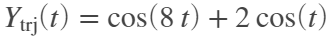 Y_trj(t) = cos(8 t) + 2 cos(t)